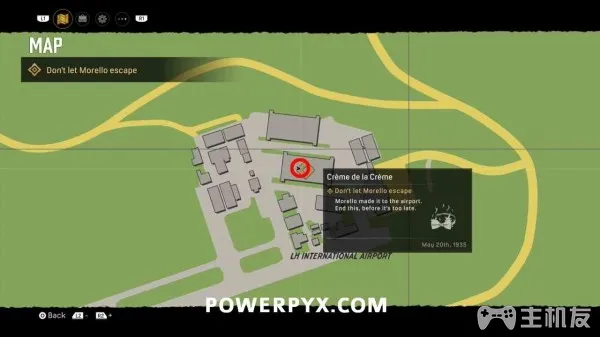 L1
R1
MAP
Don't let Morello escape
Crème de la Crème
Don't let Morello escape
Morello made it to the airport.
End this, before it's too late.
May 20th, 1935
LH INTERNATIONAL AIRPORT
POWERPYX.COM
Back L2 - R2 +
主机友